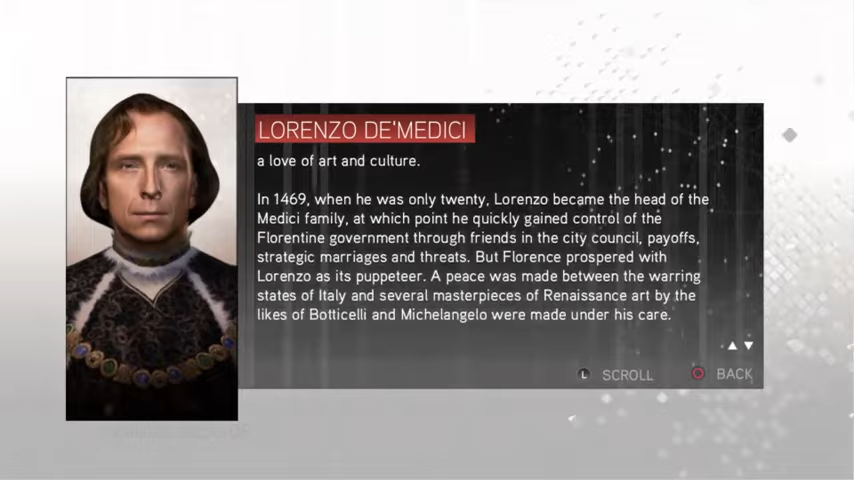 LORENZO DE'MEDICI
a love of art and culture.
In 1469, when he was only twenty, Lorenzo became the head of the
Medici family, at which point he quickly gained control of the
Florentine government through friends in the city council, payoffs,
strategic marriages and threats. But Florence prospered with
Lorenzo as its puppeteer. A peace was made between the warring
states of Italy and several masterpieces of Renaissance art by the
likes of Botticelli and Michelangelo were made under his care.
L SCROLL BACK